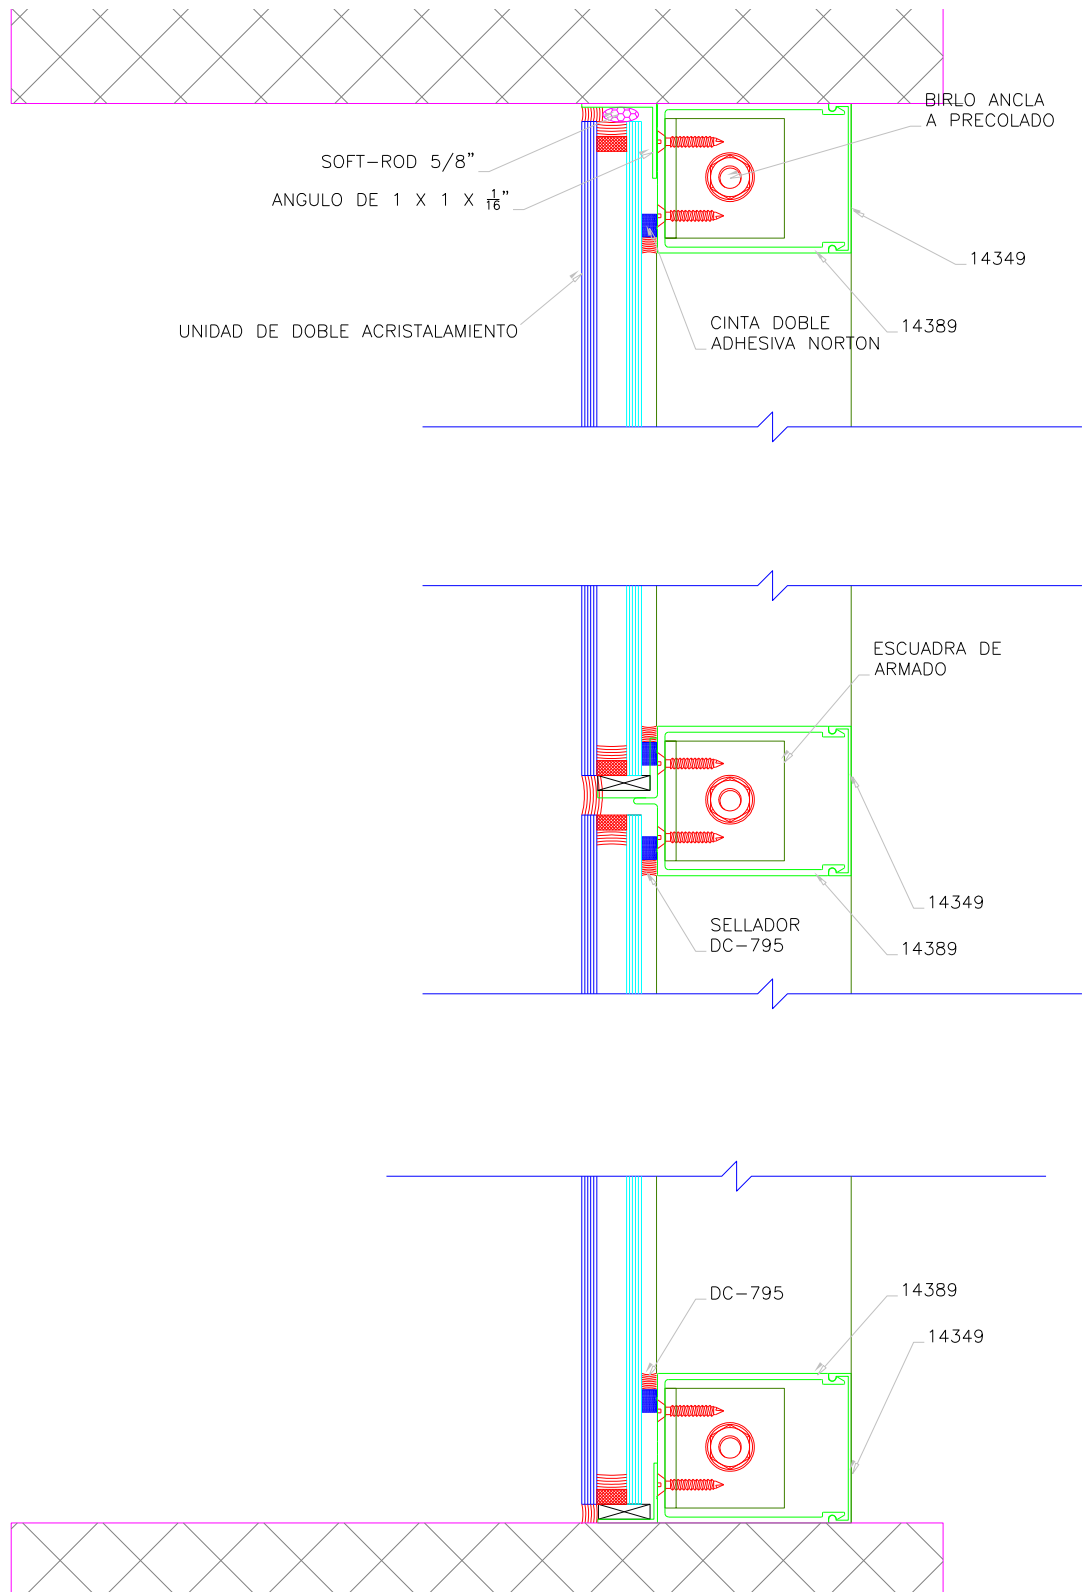 BIRLO ANCLA
A PRECOLADO
SOFT-ROD 5/8"
ANGULO DE 1 X 1 X 1/16"
14349
14389
CINTA DOBLE
ADHESIVA NORTON
UNIDAD DE DOBLE ACRISTALAMIENTO
ESCUADRA DE
ARMADO
14349
SELLADOR
DC-795
14389
DC-795
14389
14349